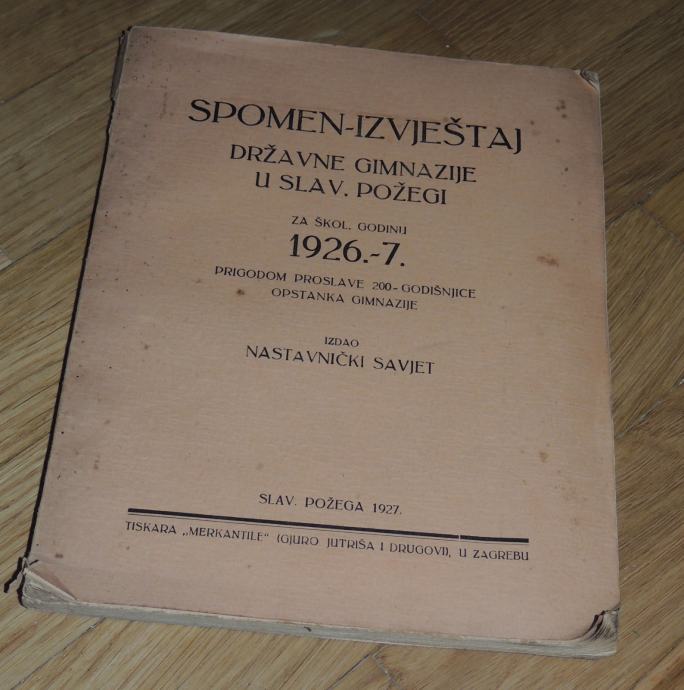 SPOMEN-IZVJEŠTAJ
DRŽAVNE GIMNAZIJE
U SLAV. POŽEGI
ZA ŠKOL. GODINU
1926.-7.
PRIGODOM PROSLAVE 200-GODIŠNJICE
OPSTANKA GIMNAZIJE
IZDAO
NASTAVNIČKI SAVJET
SLAV. POŽEGA 1927.
TISKARA „MERKANTILE“ (GJURO JUTRIŠA I DRUGOVI), U ZAGREBU